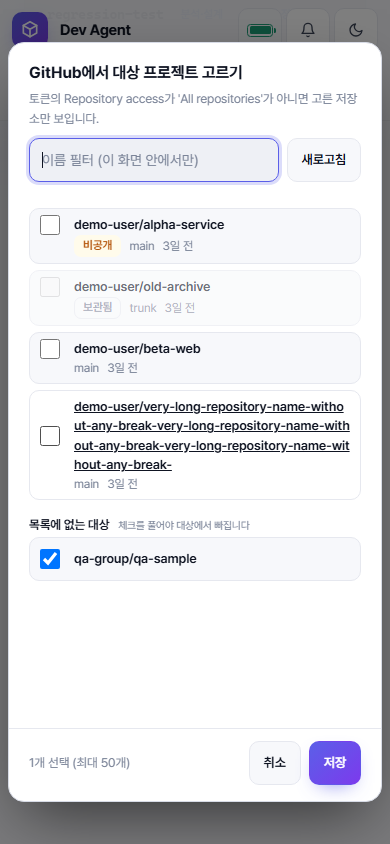 Dev Agent
GitHub에서 대상 프로젝트 고르기
토큰의 Repository access가 'All repositories'가 아니면 고른 저장
소만 보입니다.
이름 필터 (이 화면 안에서만)
새로고침
demo-user/alpha-service
비공개 main 3일 전
demo-user/old-archive
보관됨 trunk 3일 전
demo-user/beta-web
main 3일 전
demo-user/very-long-repository-name-witho
ut-any-break-very-long-repository-name-with
out-any-break-very-long-repository-name-wit
hout-any-break-
main 3일 전
목록에 없는 대상 체크를 풀어야 대상에서 빠집니다
qa-group/qa-sample
1개 선택 (최대 50개)
취소
저장